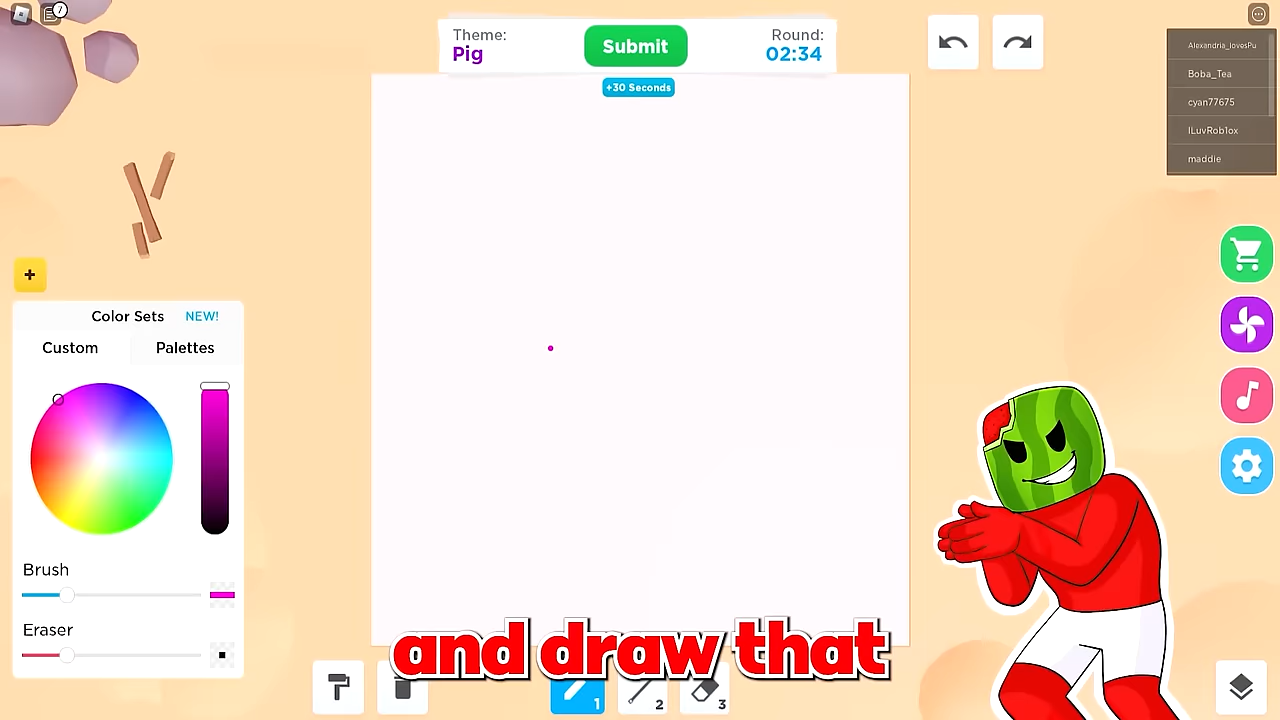 7
Theme:
Pig
Submit
Round:
02:34
+30 Seconds
Alexandria_lovesPu
Boba_Tea
cyan77675
ILuvRob1ox
maddie
+
Color Sets NEW!
Custom Palettes
Brush
Eraser
and draw that
1 2 3